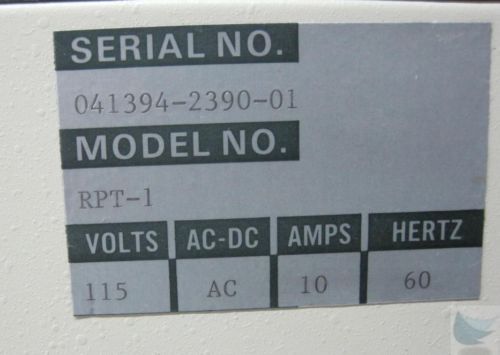 SERIAL NO.
041394-2390-01
MODEL NO.
RPT-1
VOLTS AC-DC AMPS HERTZ
115 AC 10 60